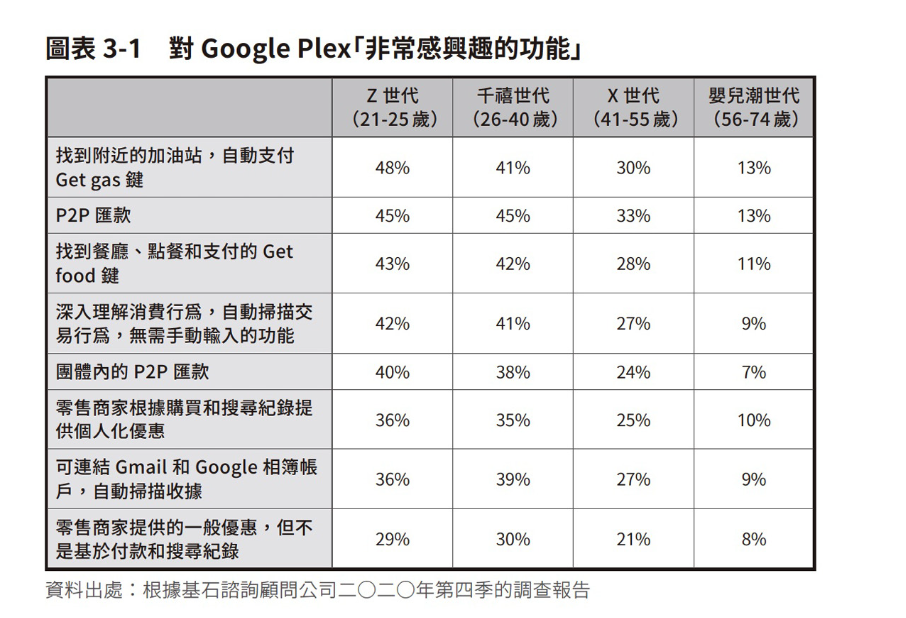 圖表 3-1　對 Google Plex「非常感興趣的功能」
Z 世代 千禧世代 X 世代 嬰兒潮世代
（21-25 歲） （26-40 歲） （41-55 歲） （56-74 歲）
找到附近的加油站，自動支付
Get gas 鍵
48% 41% 30% 13%
P2P 匯款 45% 45% 33% 13%
找到餐廳、點餐和支付的 Get
food 鍵
43% 42% 28% 11%
深入理解消費行為，自動掃描交
易行為，無需手動輸入的功能
42% 41% 27% 9%
團體內的 P2P 匯款 40% 38% 24% 7%
零售商家根據購買和搜尋紀錄提
供個人化優惠
36% 35% 25% 10%
可連結 Gmail 和 Google 相簿帳
戶，自動掃描收據
36% 39% 27% 9%
零售商家提供的一般優惠，但不
是基於付款和搜尋紀錄
29% 30% 21% 8%
資料出處：根據基石諮詢顧問公司二〇二〇年第四季的調查報告